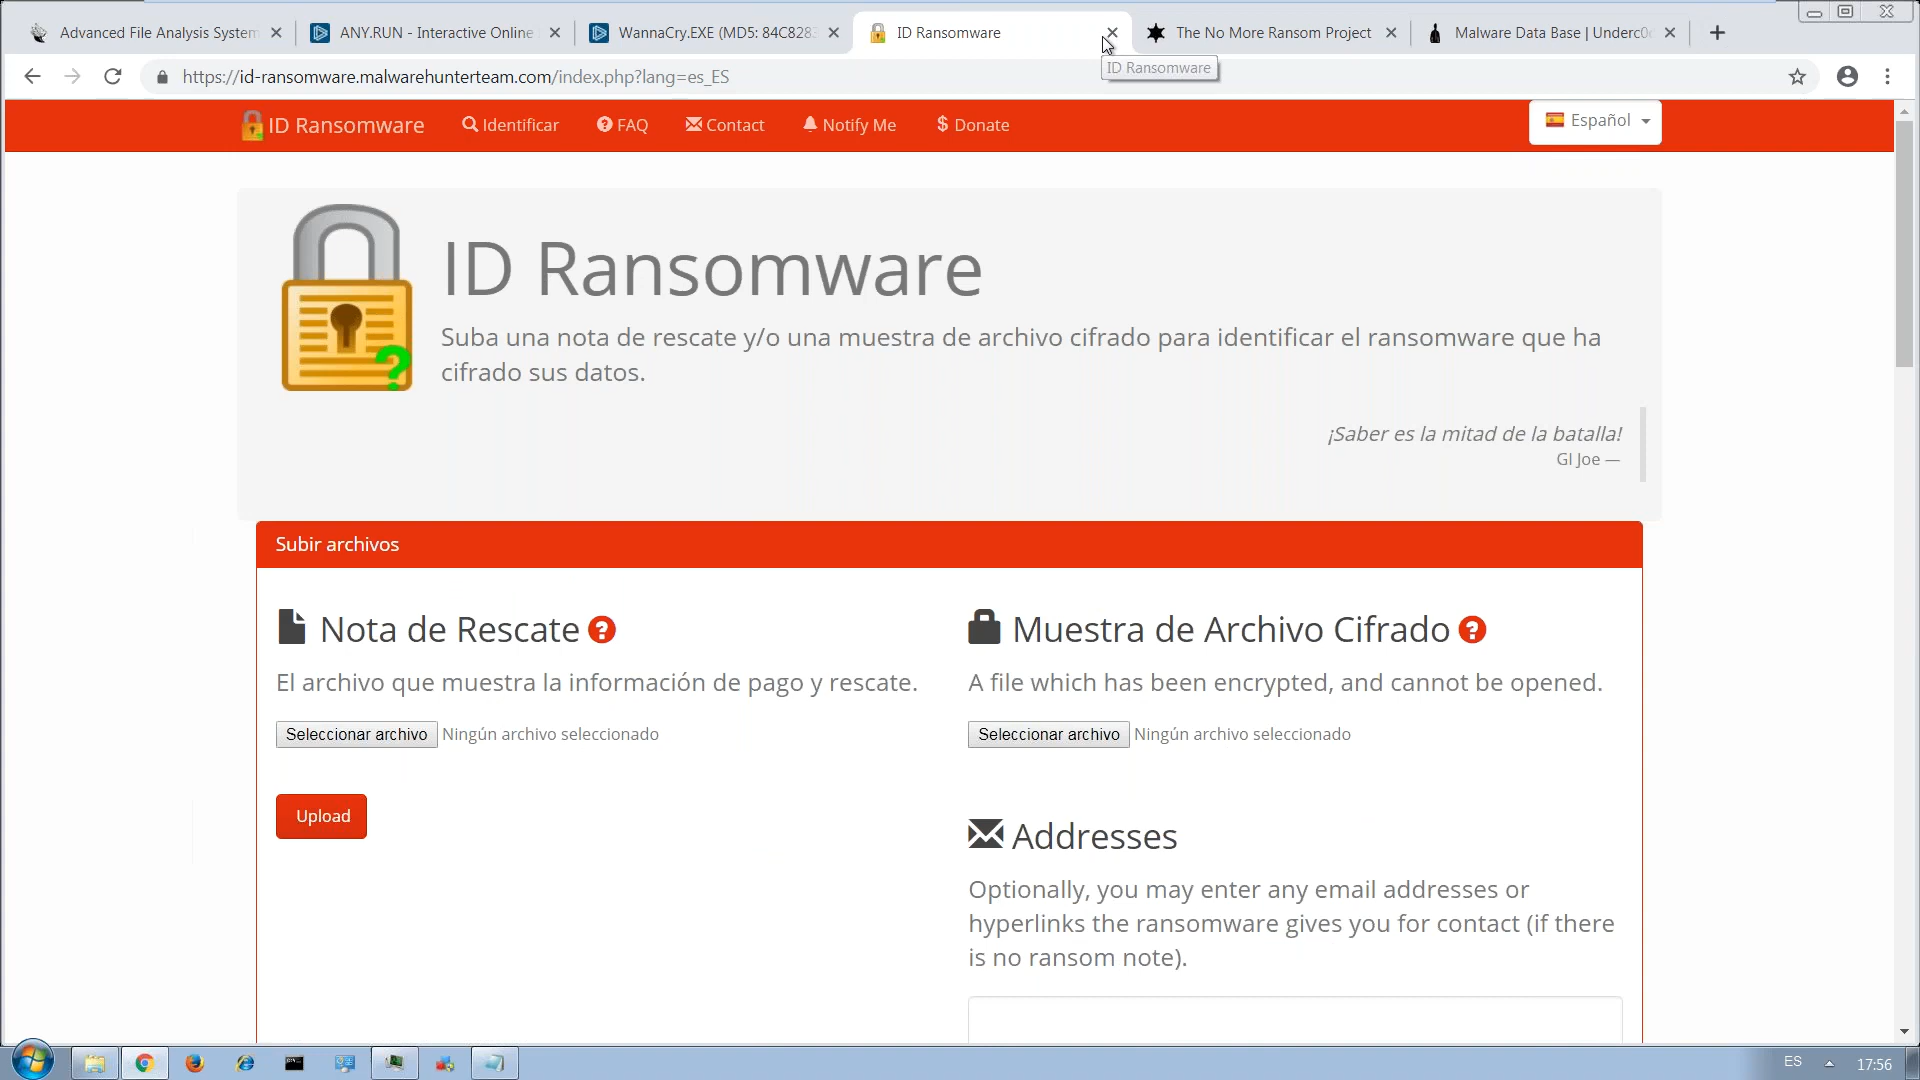 Advanced File Analysis System
ANY.RUN - Interactive Online
WannaCry.EXE (MD5: 84C8283
ID Ransomware
The No More Ransom Project
Malware Data Base | Underc0
https://id-ransomware.malwarehunterteam.com/index.php?lang=es_ES
ID Ransomware
ID Ransomware
Identificar
FAQ
Contact
Notify Me
$ Donate
Español
ID Ransomware
Suba una nota de rescate y/o una muestra de archivo cifrado para identificar el ransomware que ha
cifrado sus datos.
¡Saber es la mitad de la batalla!
GI Joe —
Subir archivos
Nota de Rescate ?
El archivo que muestra la información de pago y rescate.
Seleccionar archivo Ningún archivo seleccionado
Upload
Muestra de Archivo Cifrado ?
A file which has been encrypted, and cannot be opened.
Seleccionar archivo Ningún archivo seleccionado
Addresses
Optionally, you may enter any email addresses or
hyperlinks the ransomware gives you for contact (if there
is no ransom note).
ES
17:56